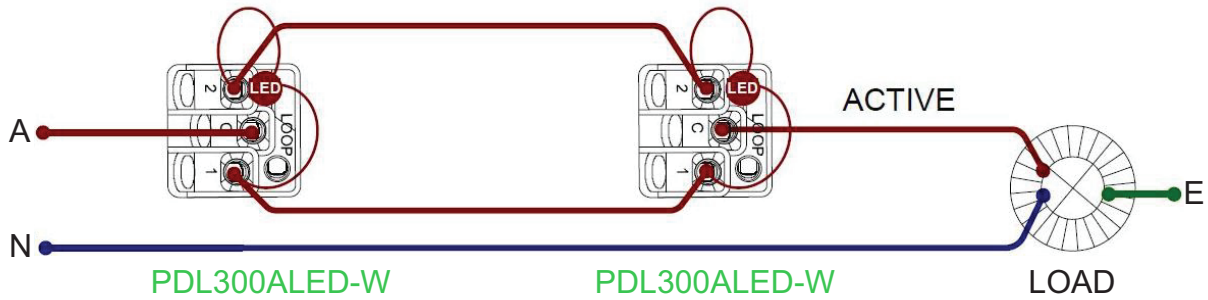 2
LED
C
LOOP
1
2
LED
C
LOOP
1
ACTIVE
A
N
E
PDL300ALED-W
PDL300ALED-W
LOAD